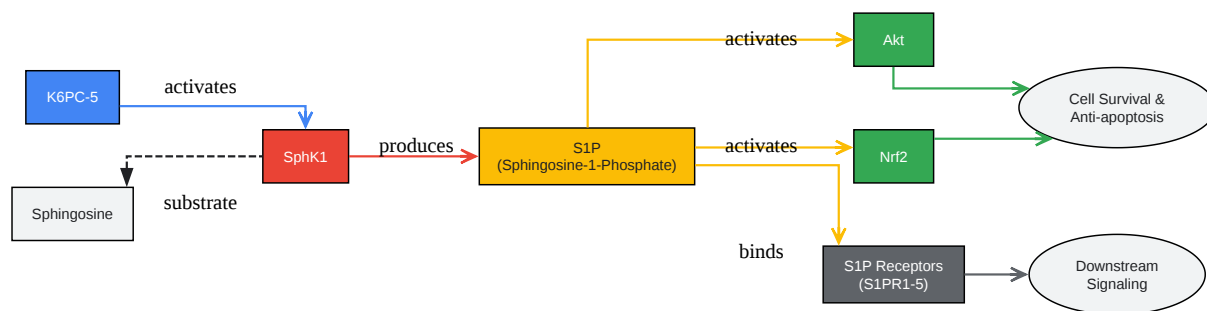 activates
Akt
K6PC-5
activates
Cell Survival &
Anti-apoptosis
SphK1
produces
S1P
(Sphingosine-1-Phosphate)
activates
Nrf2
Sphingosine
substrate
binds
S1P Receptors
(S1PR1-5)
Downstream
Signaling